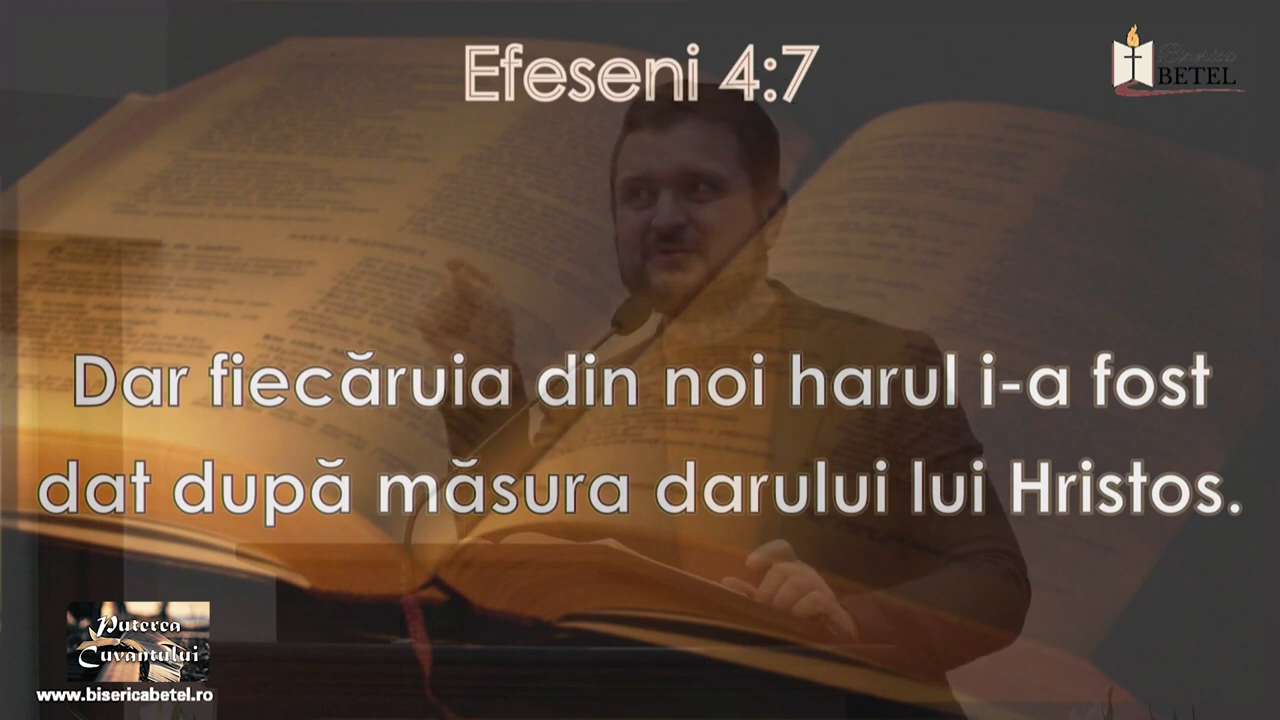 Efeseni 4:7
Biserica
BETEL
Dar fiecăruia din noi harul i-a fost
dat după măsura darului lui Hristos.
Puterea
Cuvantului
www.bisericabetel.ro